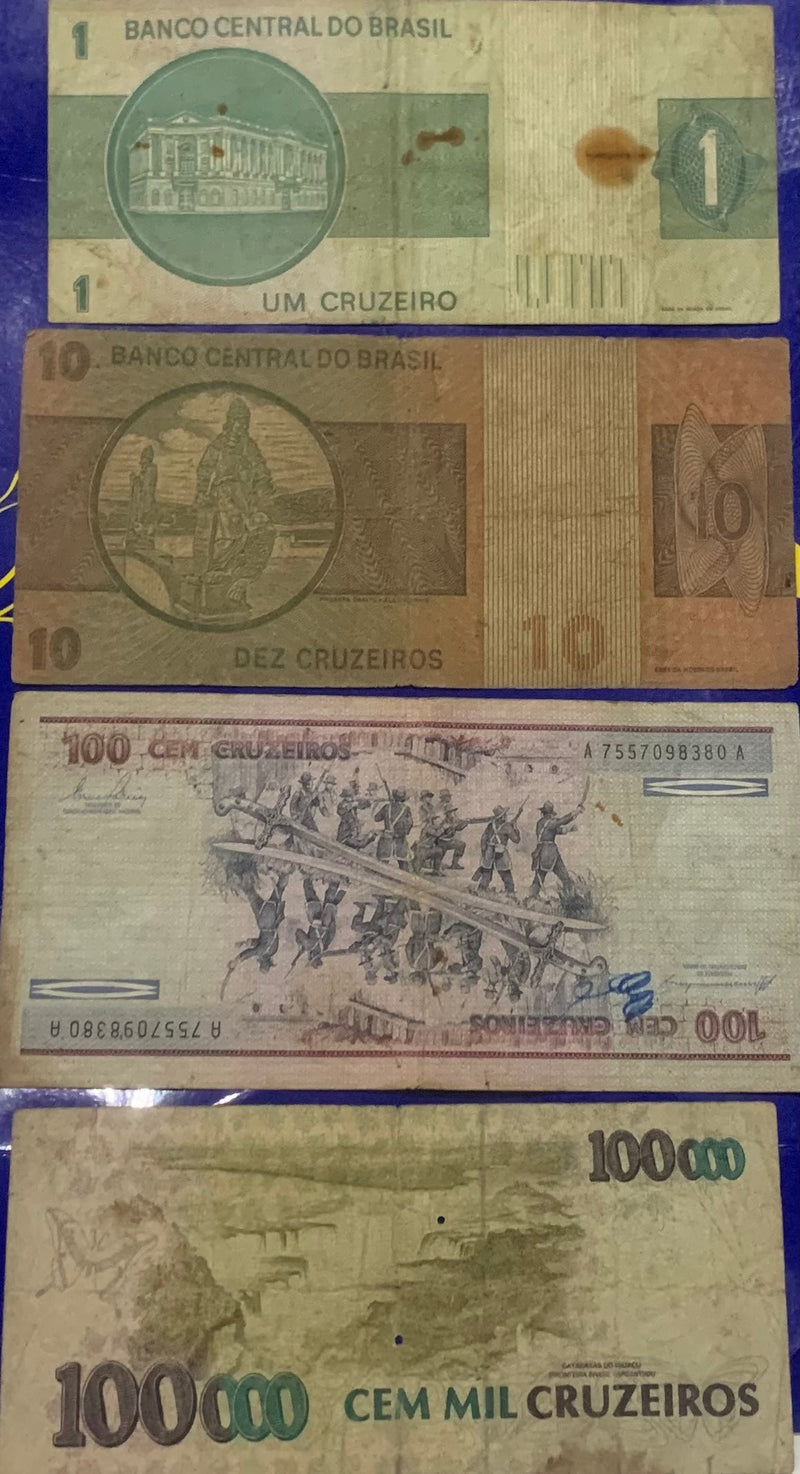 1 BANCO CENTRAL DO BRASIL
1
1 UM CRUZEIRO
10 BANCO CENTRAL DO BRASIL
10
10 DEZ CRUZEIROS 10
100 CEM CRUZEIROS A 7557098380 A
A 7557098380 A 100 CEM CRUZEIROS
100000
CATARATAS DO IGUAÇU
100000 CEM MIL CRUZEIROS